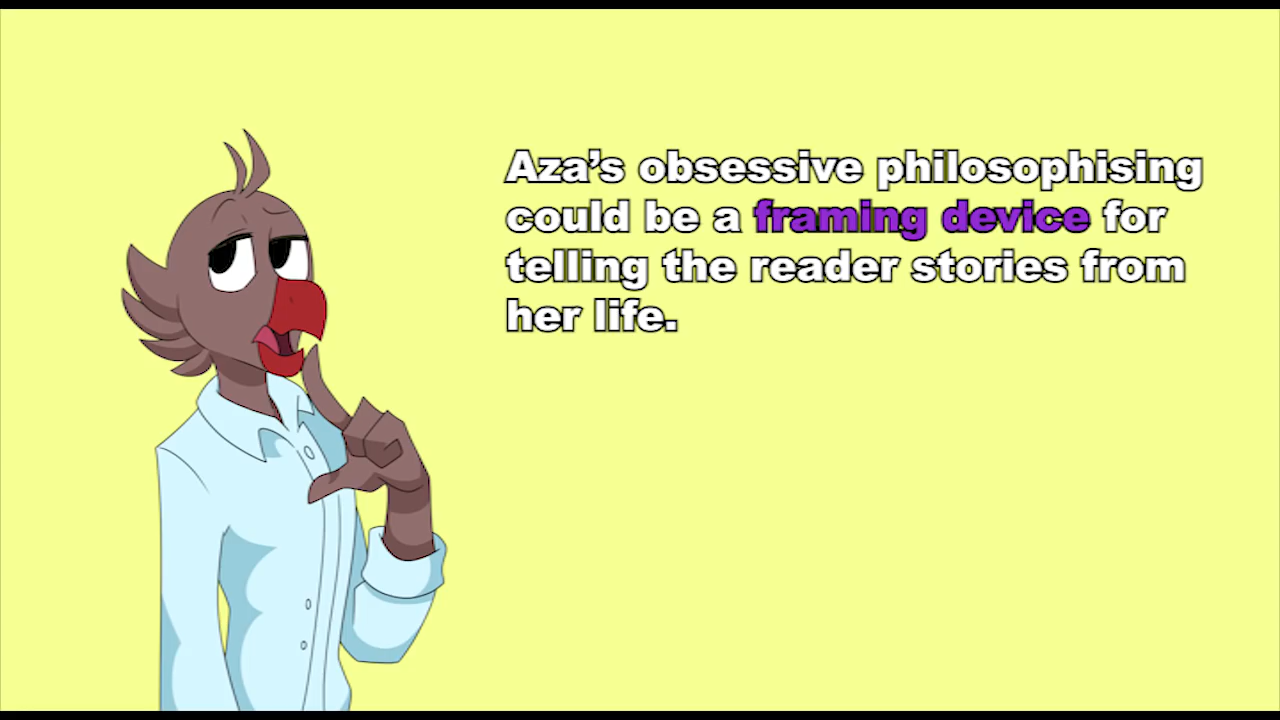 Aza’s obsessive philosophising
could be a framing device for
telling the reader stories from
her life.